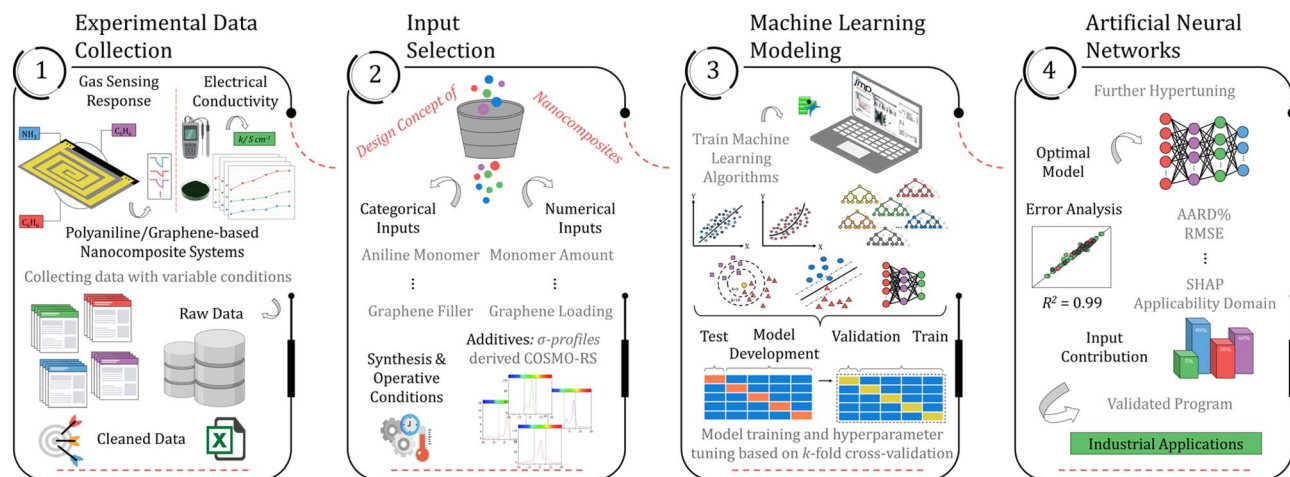 Experimental Data
Collection
1
Gas Sensing
Response
Electrical
Conductivity
NH₃
C₆H₆
k/ S cm⁻¹
Polyaniline/Graphene-based
Nanocomposite Systems
Collecting data with variable conditions
Raw Data
Cleaned Data
X
Input
Selection
2
Design Concept of
Nanocomposites
Categorical
Inputs
Numerical
Inputs
Aniline Monomer
Monomer Amount
Graphene Filler
Graphene Loading
Additives: σ-profiles
derived COSMO-RS
Synthesis &
Operative
Conditions
Machine Learning
Modeling
3
jmp
Train Machine
Learning
Algorithms
Y
X
Y
X
Test
Model
Development
Validation
Train
Model training and hyperparameter
tuning based on k-fold cross-validation
Artificial Neural
Networks
4
Further Hypertuning
Optimal
Model
Error Analysis
AARD%
RMSE
SHAP
Applicability Domain
R² = 0.99
Input
Contribution
Validated Program
Industrial Applications